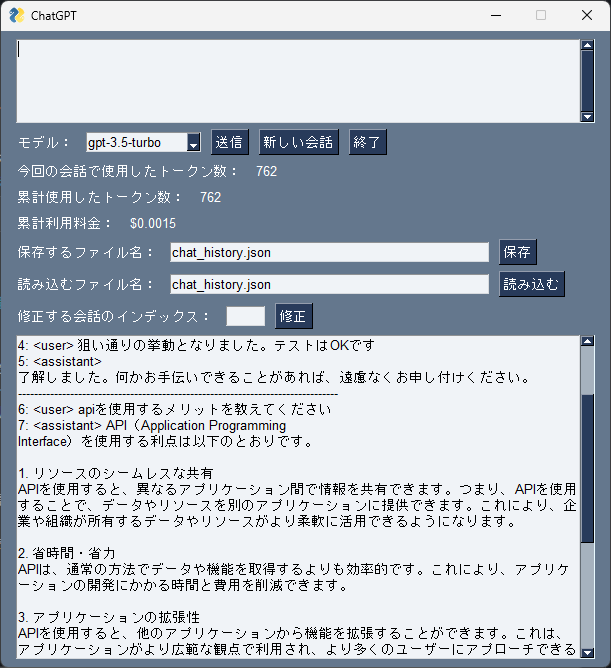 ChatGPT
モデル： gpt-3.5-turbo 送信 新しい会話 終了
今回の会話で使用したトークン数： 762
累計使用したトークン数： 762
累計利用料金： $0.0015
保存するファイル名： chat_history.json 保存
読み込むファイル名： chat_history.json 読み込む
修正する会話のインデックス： 修正
4: <user> 狙い通りの挙動となりました。テストはOKです
5: <assistant>
了解しました。何かお手伝いできることがあれば、遠慮なくお申し付けください。
--------------------------------------------------------------------------------
6: <user> apiを使用するメリットを教えてください
7: <assistant> API（Application Programming
Interface）を使用する利点は以下のとおりです。
1. リソースのシームレスな共有
APIを使用すると、異なるアプリケーション間で情報を共有できます。つまり、APIを使用
することで、データやリソースを別のアプリケーションに提供できます。これにより、企
業や組織が所有するデータやリソースがより柔軟に活用できるようになります。
2. 省時間・省力
APIは、通常の方法でデータや機能を取得するよりも効率的です。これにより、アプリケ
ーションの開発にかかる時間と費用を削減できます。
3. アプリケーションの拡張性
APIを使用すると、他のアプリケーションから機能を拡張することができます。これは、
アプリケーションがより広範な観点で利用され、より多くのユーザーにアプローチできる